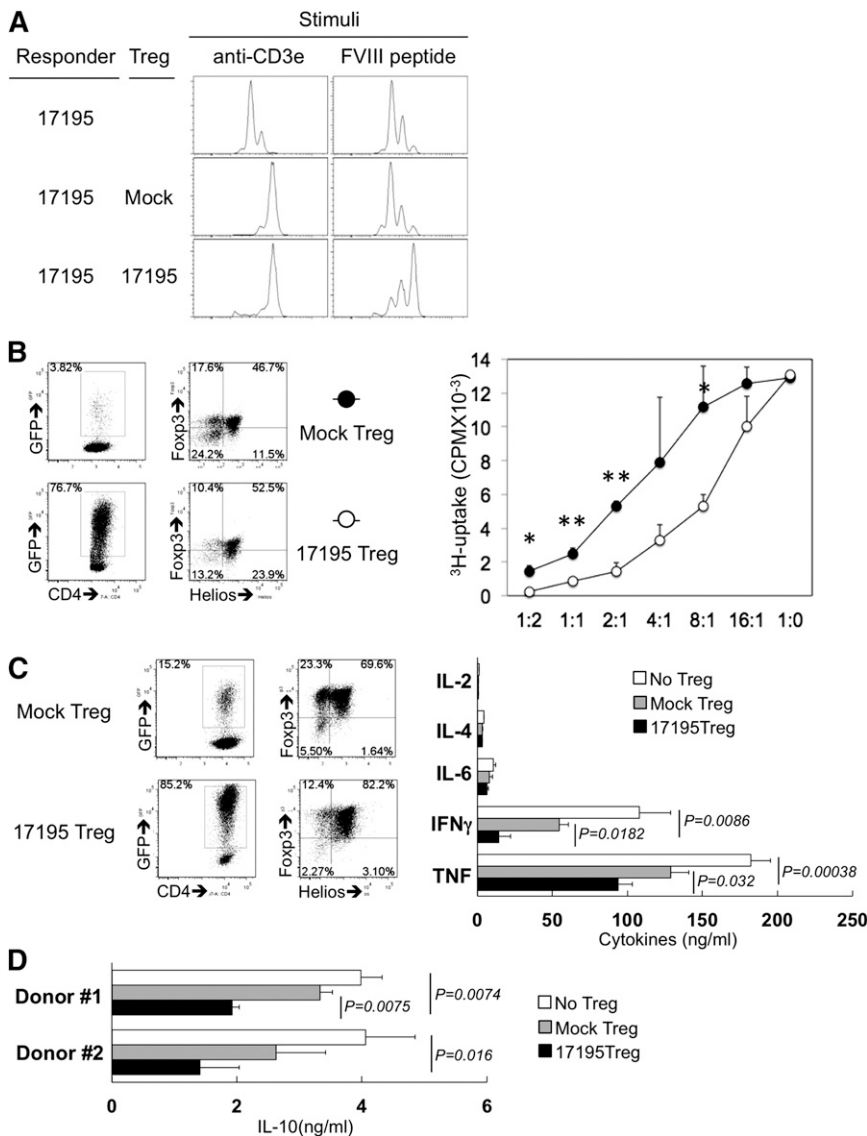 A
Stimuli
Responder Treg anti-CD3e FVIII peptide
17195
17195 Mock
17195 17195
B
3.82%
GFP➔
17.6% 46.7%
Foxp3➔
24.2% 11.5%
Mock Treg
76.7%
GFP➔
CD4➔
10.4% 52.5%
Foxp3➔
13.2% 23.9%
Helios➔
17195 Treg
³H-uptake (CPMX10⁻³)
14
12
10
8
6
4
2
0
* ** ** *
1:2 1:1 2:1 4:1 8:1 16:1 1:0
C
Mock Treg
15.2%
GFP➔
23.3% 69.6%
Foxp3➔
5.50% 1.64%
17195 Treg
85.2%
GFP➔
CD4➔
12.4% 82.2%
Foxp3➔
2.27% 3.10%
Helios➔
IL-2
IL-4
IL-6
IFNγ
TNF
No Treg
Mock Treg
17195Treg
P=0.0182
P=0.0086
P=0.032
P=0.00038
0 50 100 150 200 250
Cytokines (ng/ml)
D
Donor #1
P=0.0075
P=0.0074
Donor #2
P=0.016
No Treg
Mock Treg
17195Treg
0 2 4 6
IL-10(ng/ml)